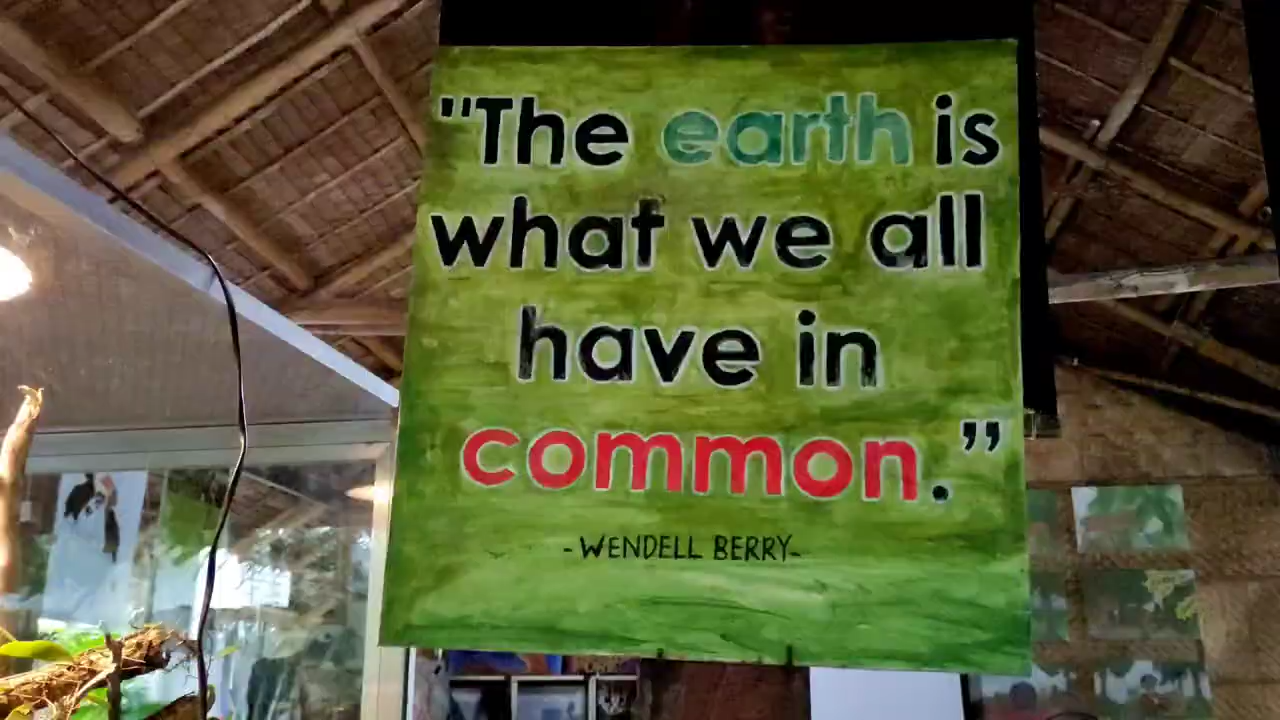 "The earth is
what we all
have in
common.”
-WENDELL BERRY-